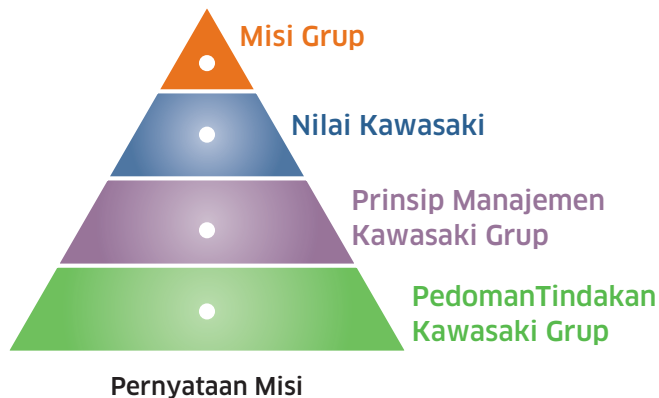 Misi Grup
Nilai Kawasaki
Prinsip Manajemen
Kawasaki Grup
PedomanTindakan
Kawasaki Grup
Pernyataan Misi